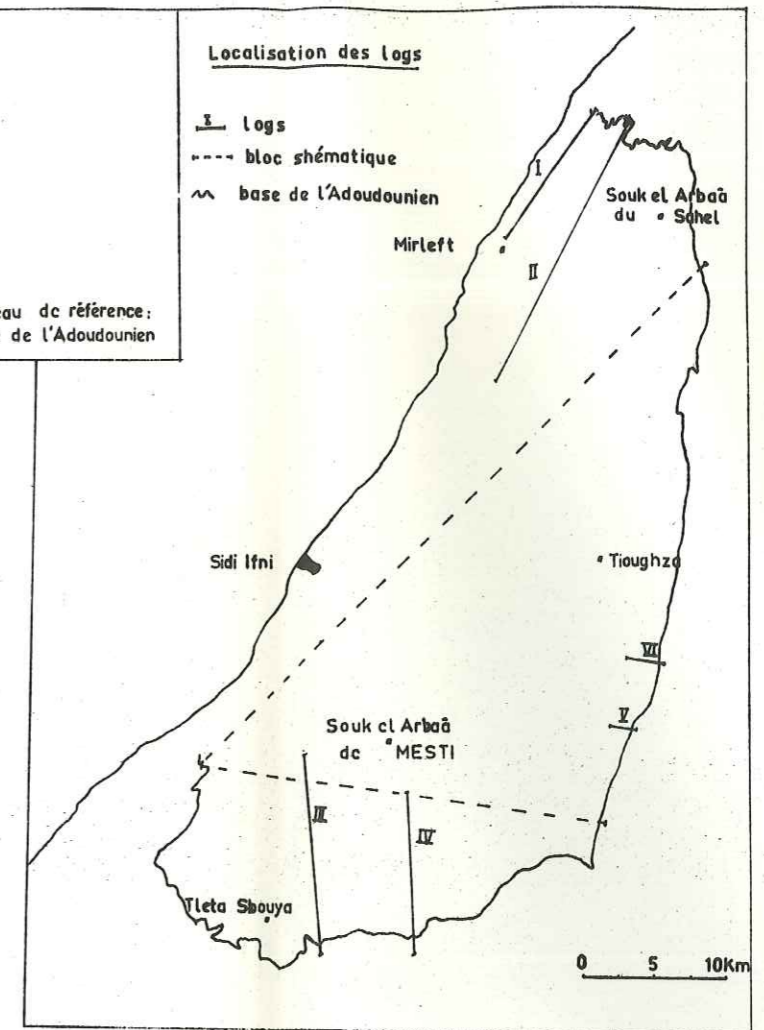 Localisation des logs
I logs
bloc shématique
base de l'Adoudounien
eau de référence:
de l'Adoudounien
I
Souk el Arbaâ
du Sahel
Mirleft
II
Sidi Ifni
Tioughza
VI
V
Souk el Arbaâ
de MESTI
III
IV
Tleta Sbouya
0 5 10Km